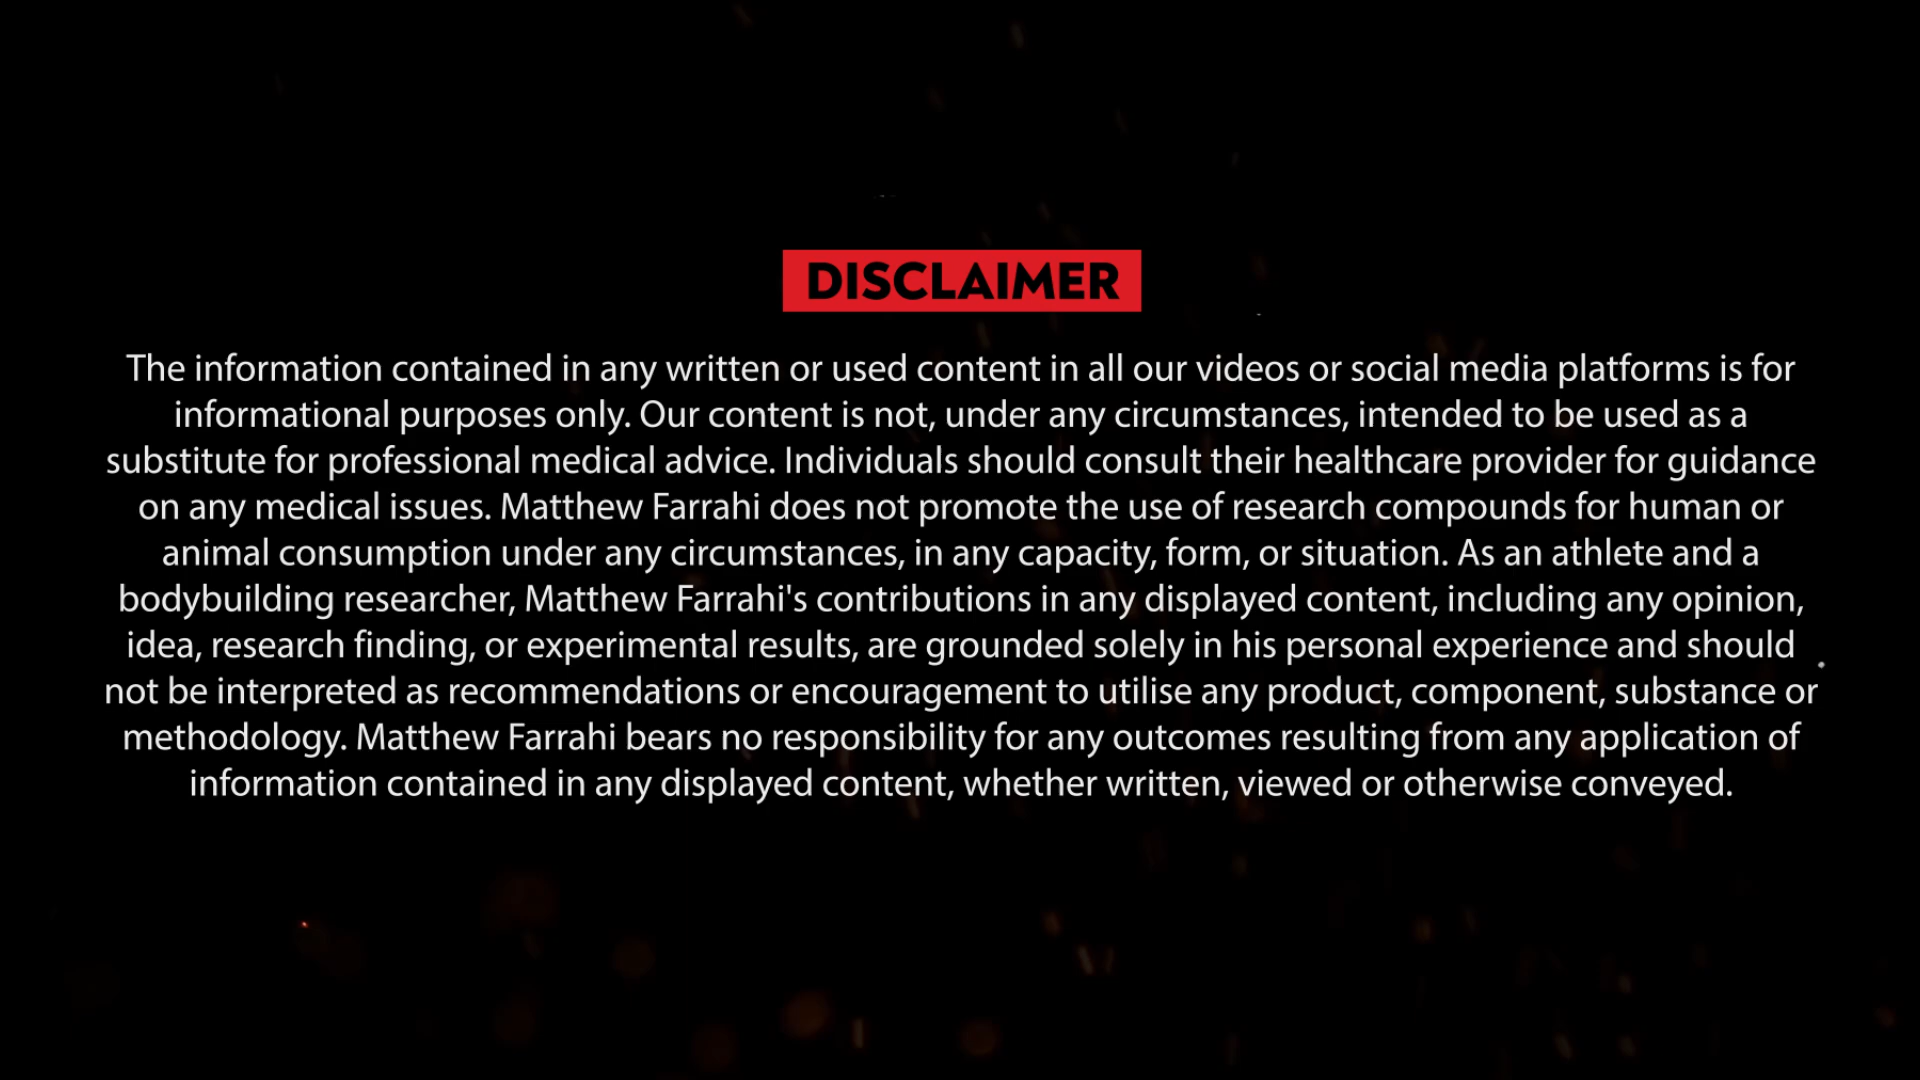 DISCLAIMER
The information contained in any written or used content in all our videos or social media platforms is for
informational purposes only. Our content is not, under any circumstances, intended to be used as a
substitute for professional medical advice. Individuals should consult their healthcare provider for guidance
on any medical issues. Matthew Farrahi does not promote the use of research compounds for human or
animal consumption under any circumstances, in any capacity, form, or situation. As an athlete and a
bodybuilding researcher, Matthew Farrahi's contributions in any displayed content, including any opinion,
idea, research finding, or experimental results, are grounded solely in his personal experience and should
not be interpreted as recommendations or encouragement to utilise any product, component, substance or
methodology. Matthew Farrahi bears no responsibility for any outcomes resulting from any application of
information contained in any displayed content, whether written, viewed or otherwise conveyed.